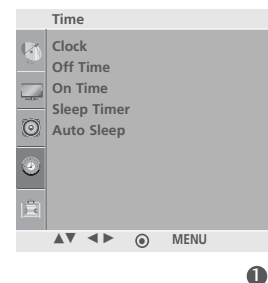 Time
Clock
Off Time
On Time
Sleep Timer
Auto Sleep
▲▼ ◄► MENU
1